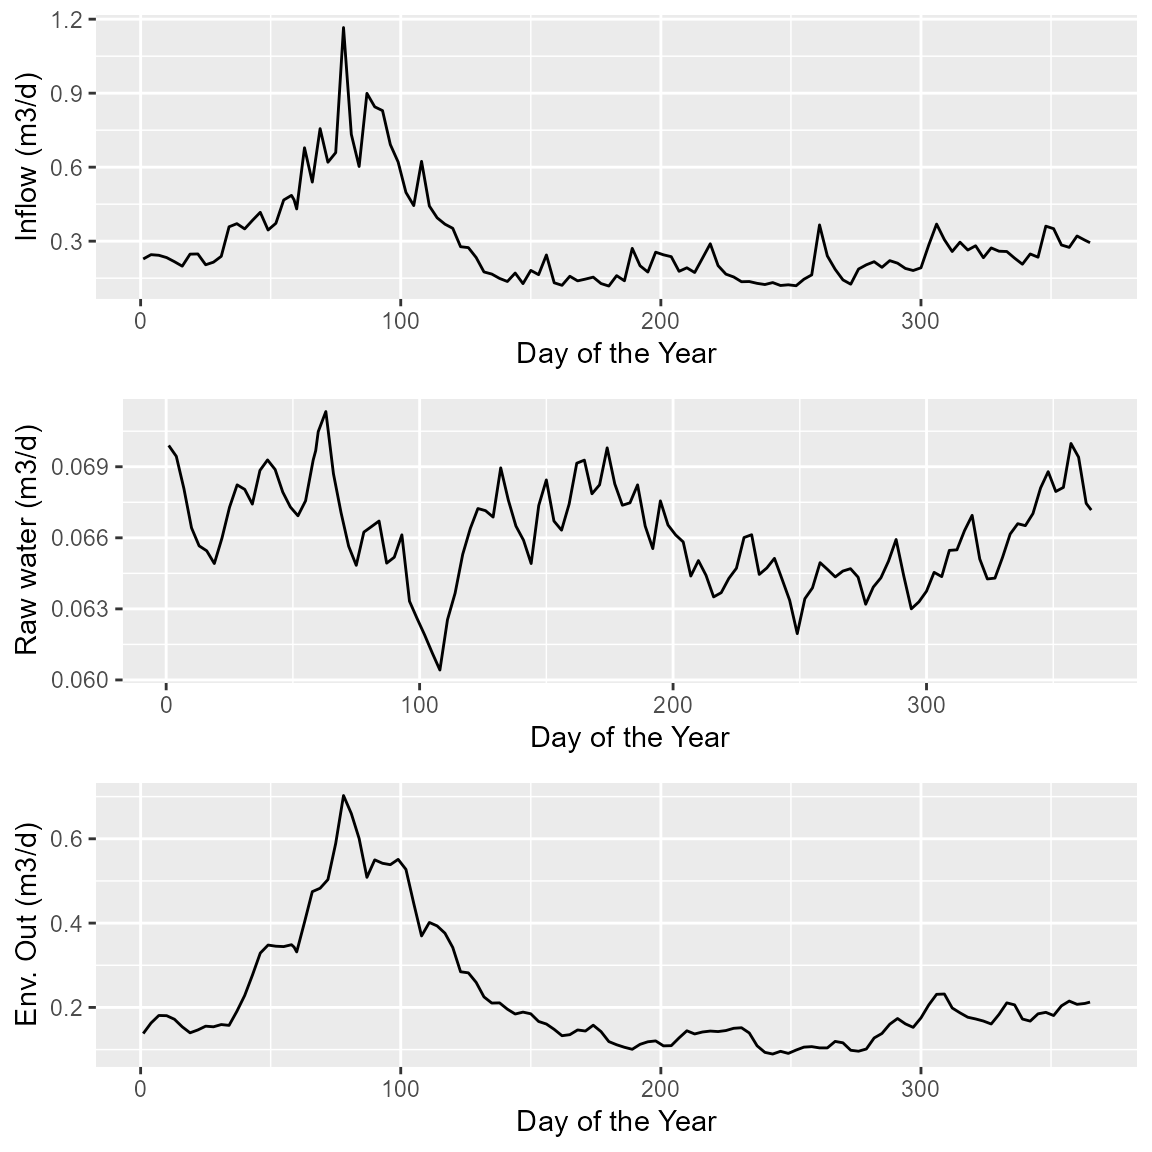 Inflow (m3/d)
1.2
0.9
0.6
0.3
0 100 200 300
Day of the Year
Raw water (m3/d)
0.069
0.066
0.063
0.060
0 100 200 300
Day of the Year
Env. Out (m3/d)
0.6
0.4
0.2
0 100 200 300
Day of the Year